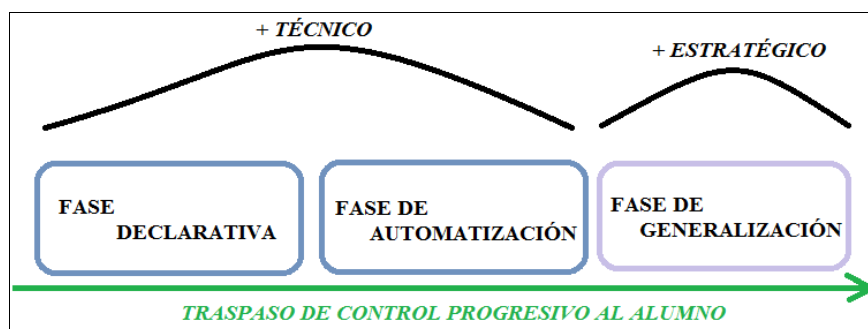 + TÉCNICO
+ ESTRATÉGICO
FASE
DECLARATIVA
FASE DE
AUTOMATIZACIÓN
FASE DE
GENERALIZACIÓN
TRASPASO DE CONTROL PROGRESIVO AL ALUMNO